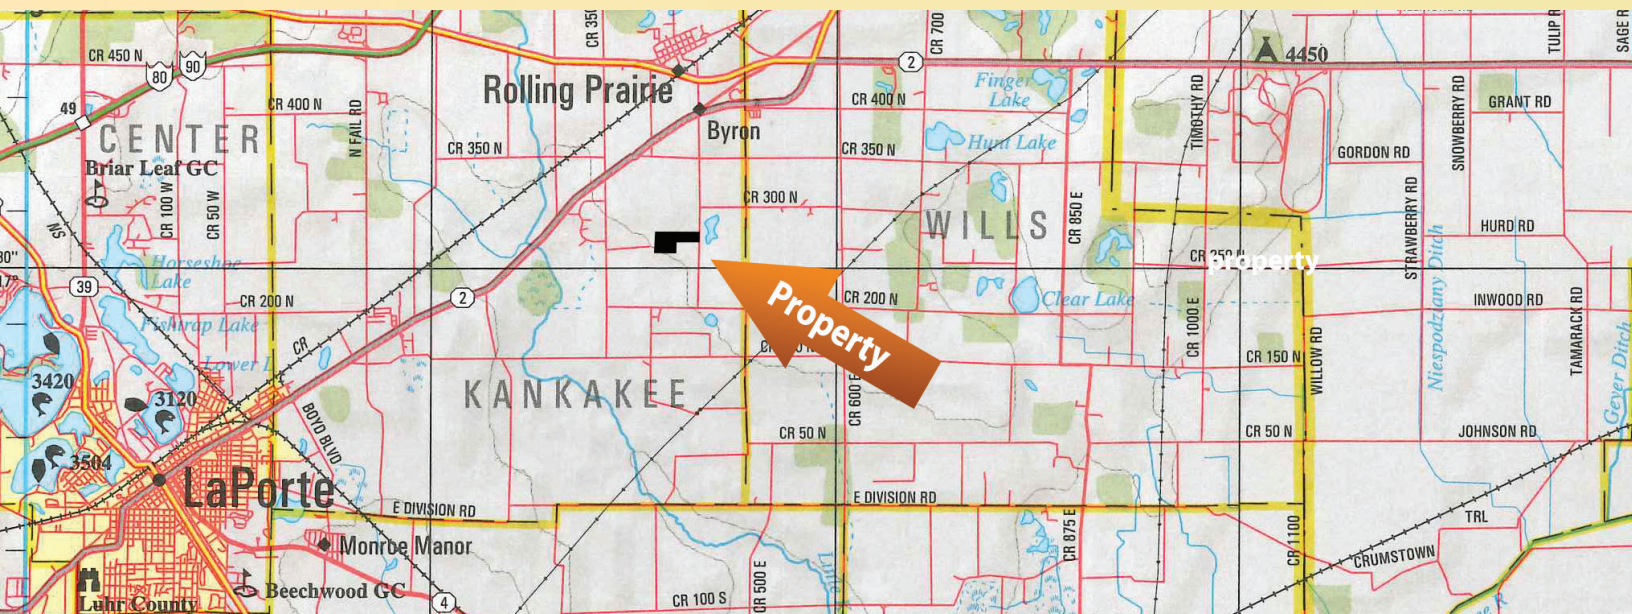 CR 450 N
80
90
CR 350
CR 700
2
4450
TULIP R
SAGE R
Rolling Prairie
Finger
Lake
49
CR 400 N
CR 400 N
N FAIL RD
TIMOTHY RD
SNOWBERRY RD
GRANT RD
CENTER
Byron
Hunt Lake
Briar Leaf GC
CR 350 N
CR 350 N
GORDON RD
CR 100 W
CR 50 W
CR 300 N
CR 850 E
STRAWBERRY RD
NS
WILLS
HURD RD
Horseshoe
Lake
property
39
2
CR 200 N
CR 200 N
Clear Lake
INWOOD RD
Niespodziany Ditch
TAMARACK RD
Property
Fishtrap Lake
CR
CR 1000 E
CR 150 N
WILLOW RD
Geyer Ditch
Lower
3420
3120
KANKAKEE
CR 600 E
BOYD BLVD
CR 50 N
CR 50 N
JOHNSON RD
3504
LaPorte
E DIVISION RD
E DIVISION RD
CR 875 E
CR 1100
TRL
CRUMSTOWN
Monroe Manor
Beechwood GC
Luhr County
4
CR 100 S
CR 500 E
Little